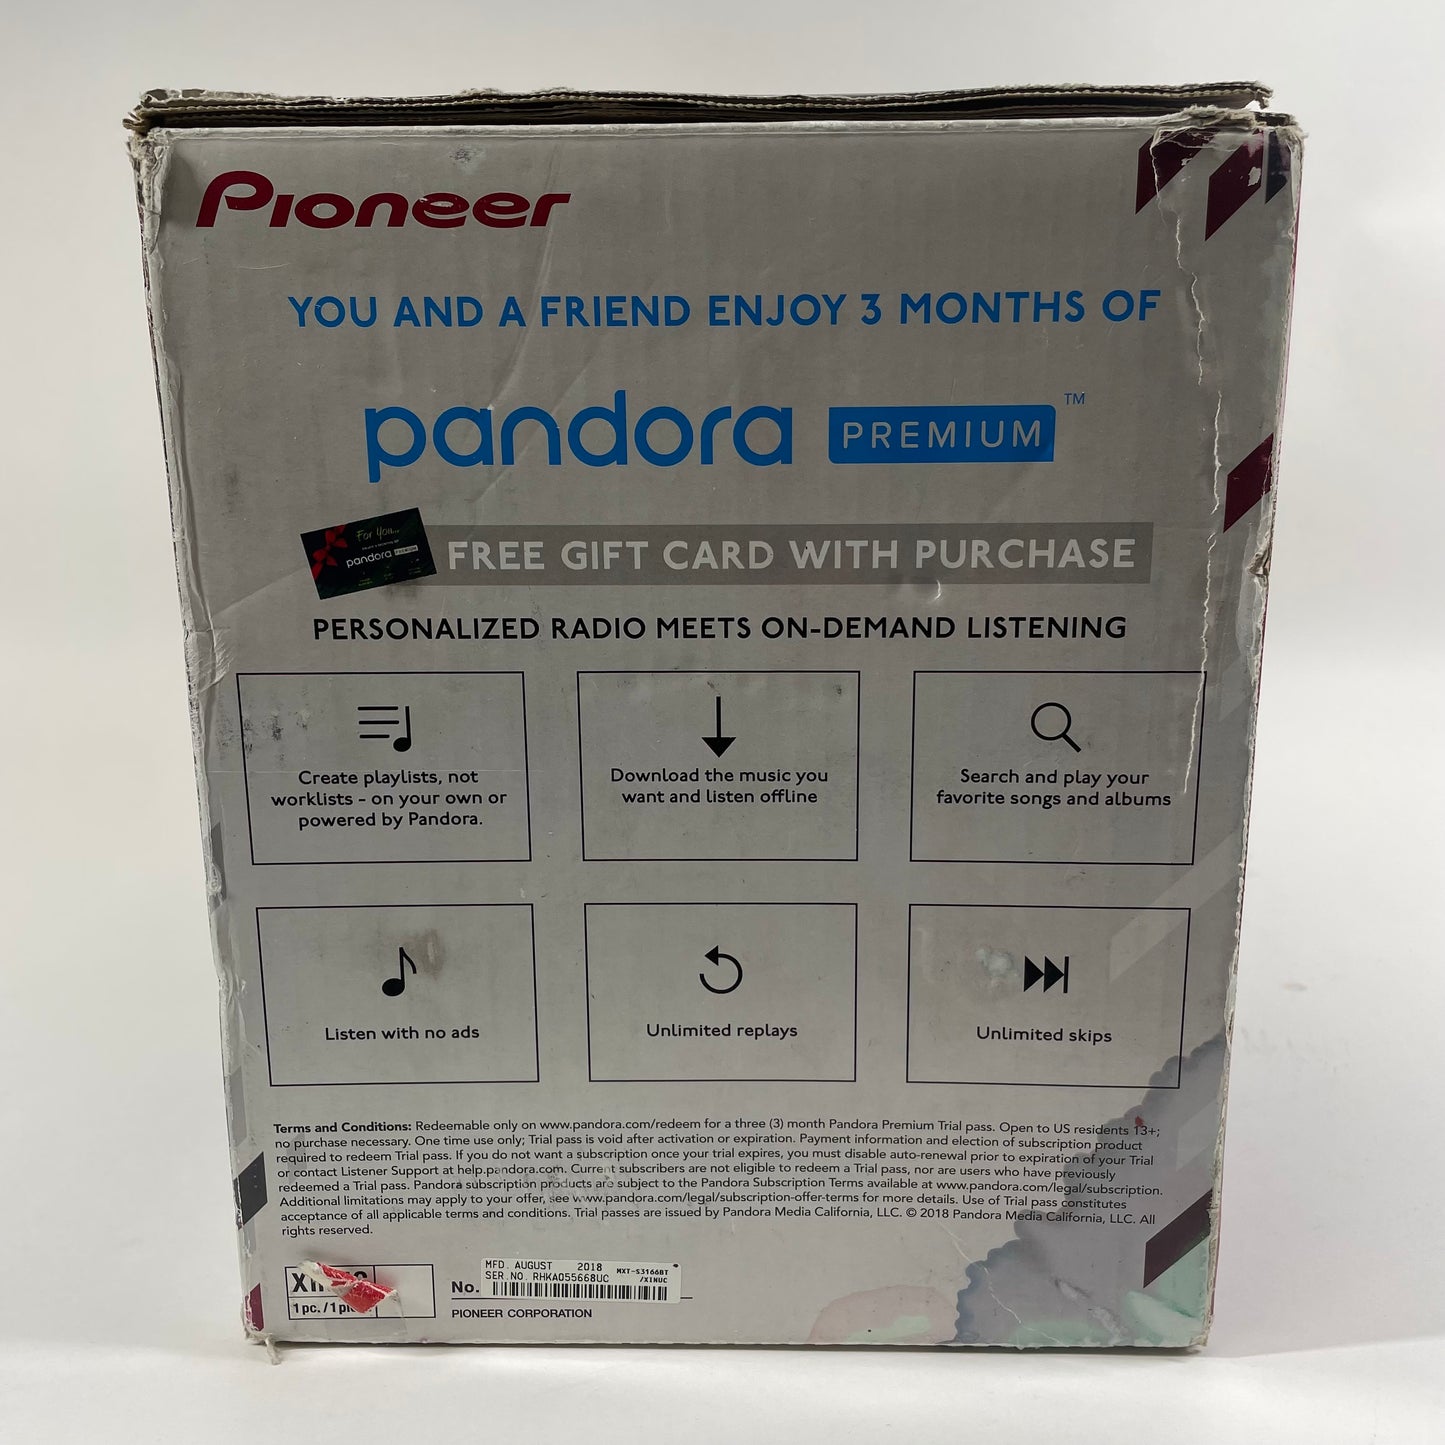 Pioneer
YOU AND A FRIEND ENJOY 3 MONTHS OF
pandora PREMIUM ™
For You...
pandora PREMIUM
FREE GIFT CARD WITH PURCHASE
PERSONALIZED RADIO MEETS ON-DEMAND LISTENING
Create playlists, not
worklists - on your own or
powered by Pandora.
Download the music you
want and listen offline
Search and play your
favorite songs and albums
Listen with no ads
Unlimited replays
Unlimited skips
Terms and Conditions: Redeemable only on www.pandora.com/redeem for a three (3) month Pandora Premium Trial pass. Open to US residents 13+;
no purchase necessary. One time use only; Trial pass is void after activation or expiration. Payment information and election of subscription product
required to redeem Trial pass. If you do not want a subscription once your trial expires, you must disable auto-renewal prior to expiration of your Trial
or contact Listener Support at help.pandora.com. Current subscribers are not eligible to redeem a Trial pass, nor are users who have previously
redeemed a Trial pass. Pandora subscription products are subject to the Pandora Subscription Terms available at www.pandora.com/legal/subscription.
Additional limitations may apply to your offer, see www.pandora.com/legal/subscription-offer-terms for more details. Use of Trial pass constitutes
acceptance of all applicable terms and conditions. Trial passes are issued by Pandora Media California, LLC. © 2018 Pandora Media California, LLC. All
rights reserved.
1 pc. / 1
No.
MFD. AUGUST 2018 MXT-S3166BT
SER.NO. RHKA055668UC /XINUC
PIONEER CORPORATION